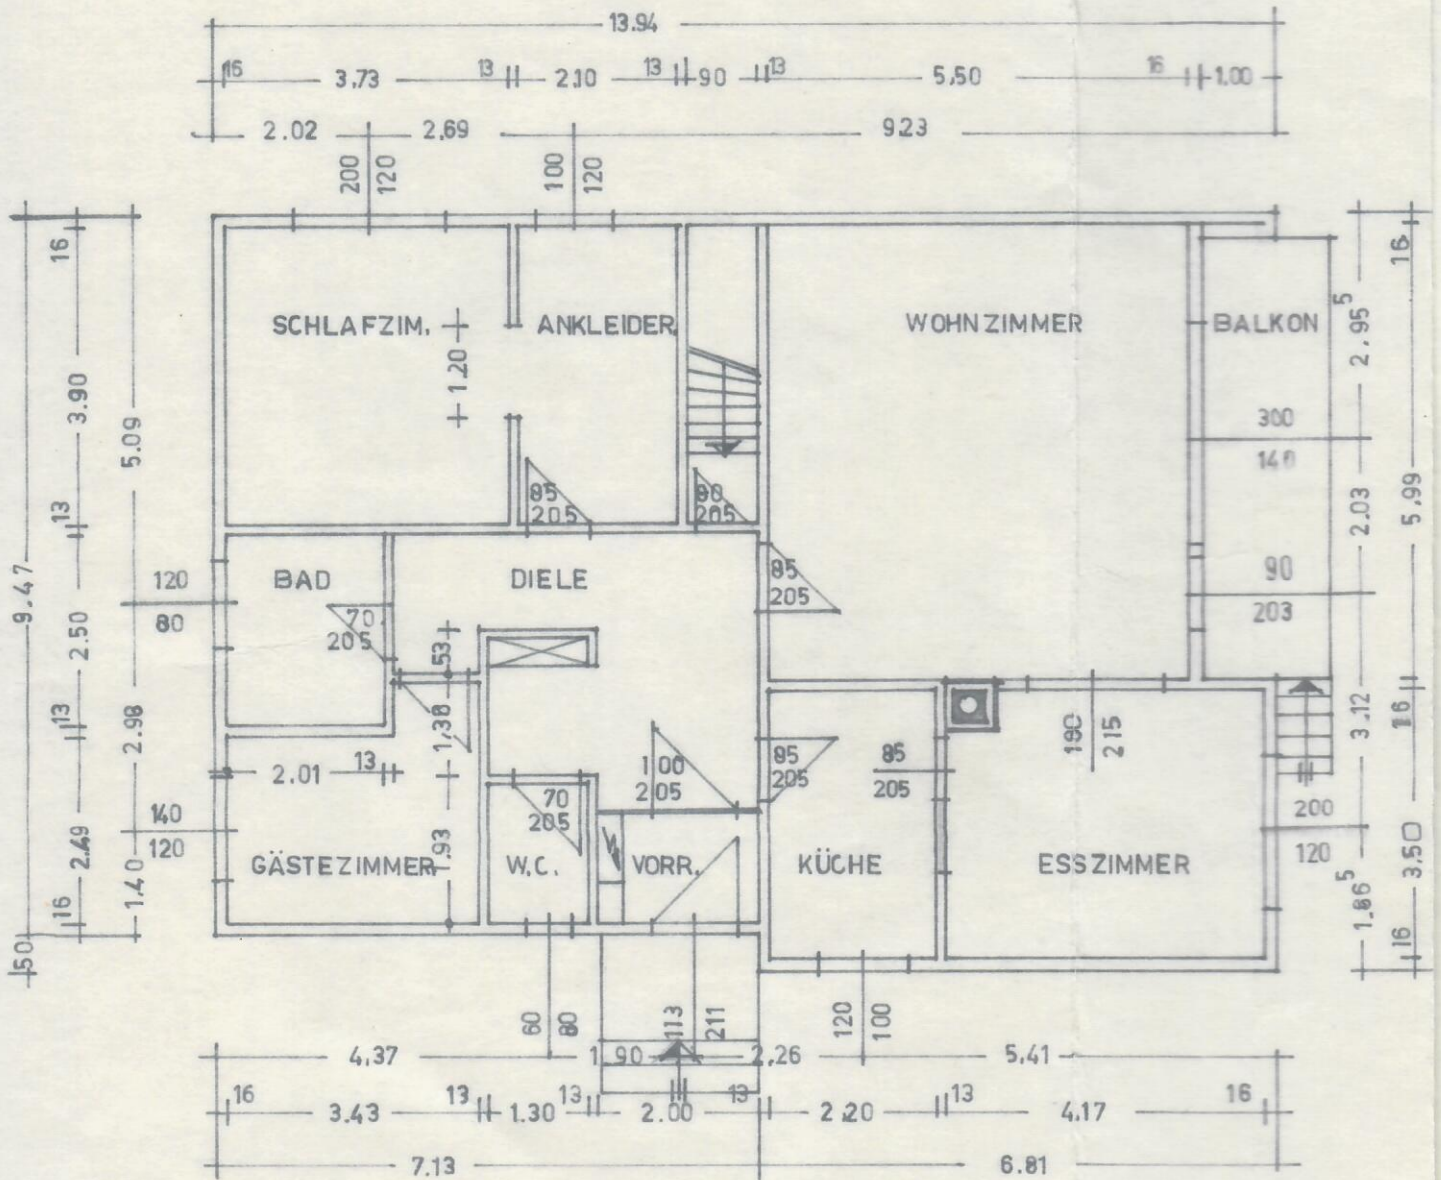 13.94
16 3,73 13 2.10 13 90 13 5,50 16 1.00
2.02 2,69 9.23
200 120 100 120
16 3.90 13 2.50 13 2.49 16
5.09 2.98 1.40
9.47 50
SCHLAFZIM. ANKLEIDER. WOHNZIMMER BALKON
1.20
85
205
90
205
300
140
90
203
16 5,99 16 3,50 16
2.95⁵ 2.03 3.12 1.86⁵
120
80
BAD DIELE
70
205
85
205
53
1,38
2.01 13
180 215
100
205
85
205
85
205
140
120
70
205
1.93
200
120
GÄSTEZIMMER W.C. VORR. KÜCHE ESSZIMMER
60 80 113 211 120 100
4,37 1,90 2,26 5,41
16 3.43 13 1.30 13 2.00 13 2,20 13 4.17 16
7.13 6.81